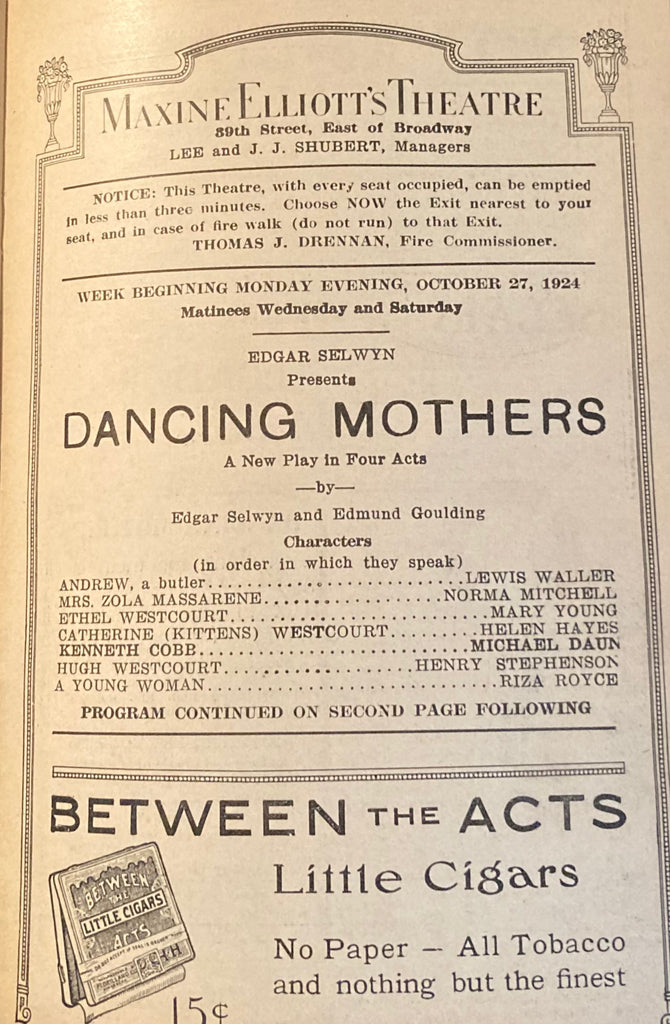 MAXINE ELLIOTT'S THEATRE
39th Street, East of Broadway
LEE and J. J. SHUBERT, Managers
NOTICE: This Theatre, with every seat occupied, can be emptied
in less than three minutes. Choose NOW the Exit nearest to your
seat, and in case of fire walk (do not run) to that Exit.
THOMAS J. DRENNAN, Fire Commissioner.
WEEK BEGINNING MONDAY EVENING, OCTOBER 27, 1924
Matinees Wednesday and Saturday
EDGAR SELWYN
Presents
DANCING MOTHERS
A New Play in Four Acts
—by—
Edgar Selwyn and Edmund Goulding
Characters
(in order in which they speak)
ANDREW, a butler..........................LEWIS WALLER
MRS. ZOLA MASSARENE..................NORMA MITCHELL
ETHEL WESTCOURT..........................MARY YOUNG
CATHERINE (KITTENS) WESTCOURT.........HELEN HAYES
KENNETH COBB...........................MICHAEL DAUN
HUGH WESTCOURT...................HENRY STEPHENSON
A YOUNG WOMAN.............................RIZA ROYCE
PROGRAM CONTINUED ON SECOND PAGE FOLLOWING
BETWEEN THE ACTS
Little Cigars
BETWEEN
THE
LITTLE CIGARS
ACTS
No Paper — All Tobacco
and nothing but the finest
15¢